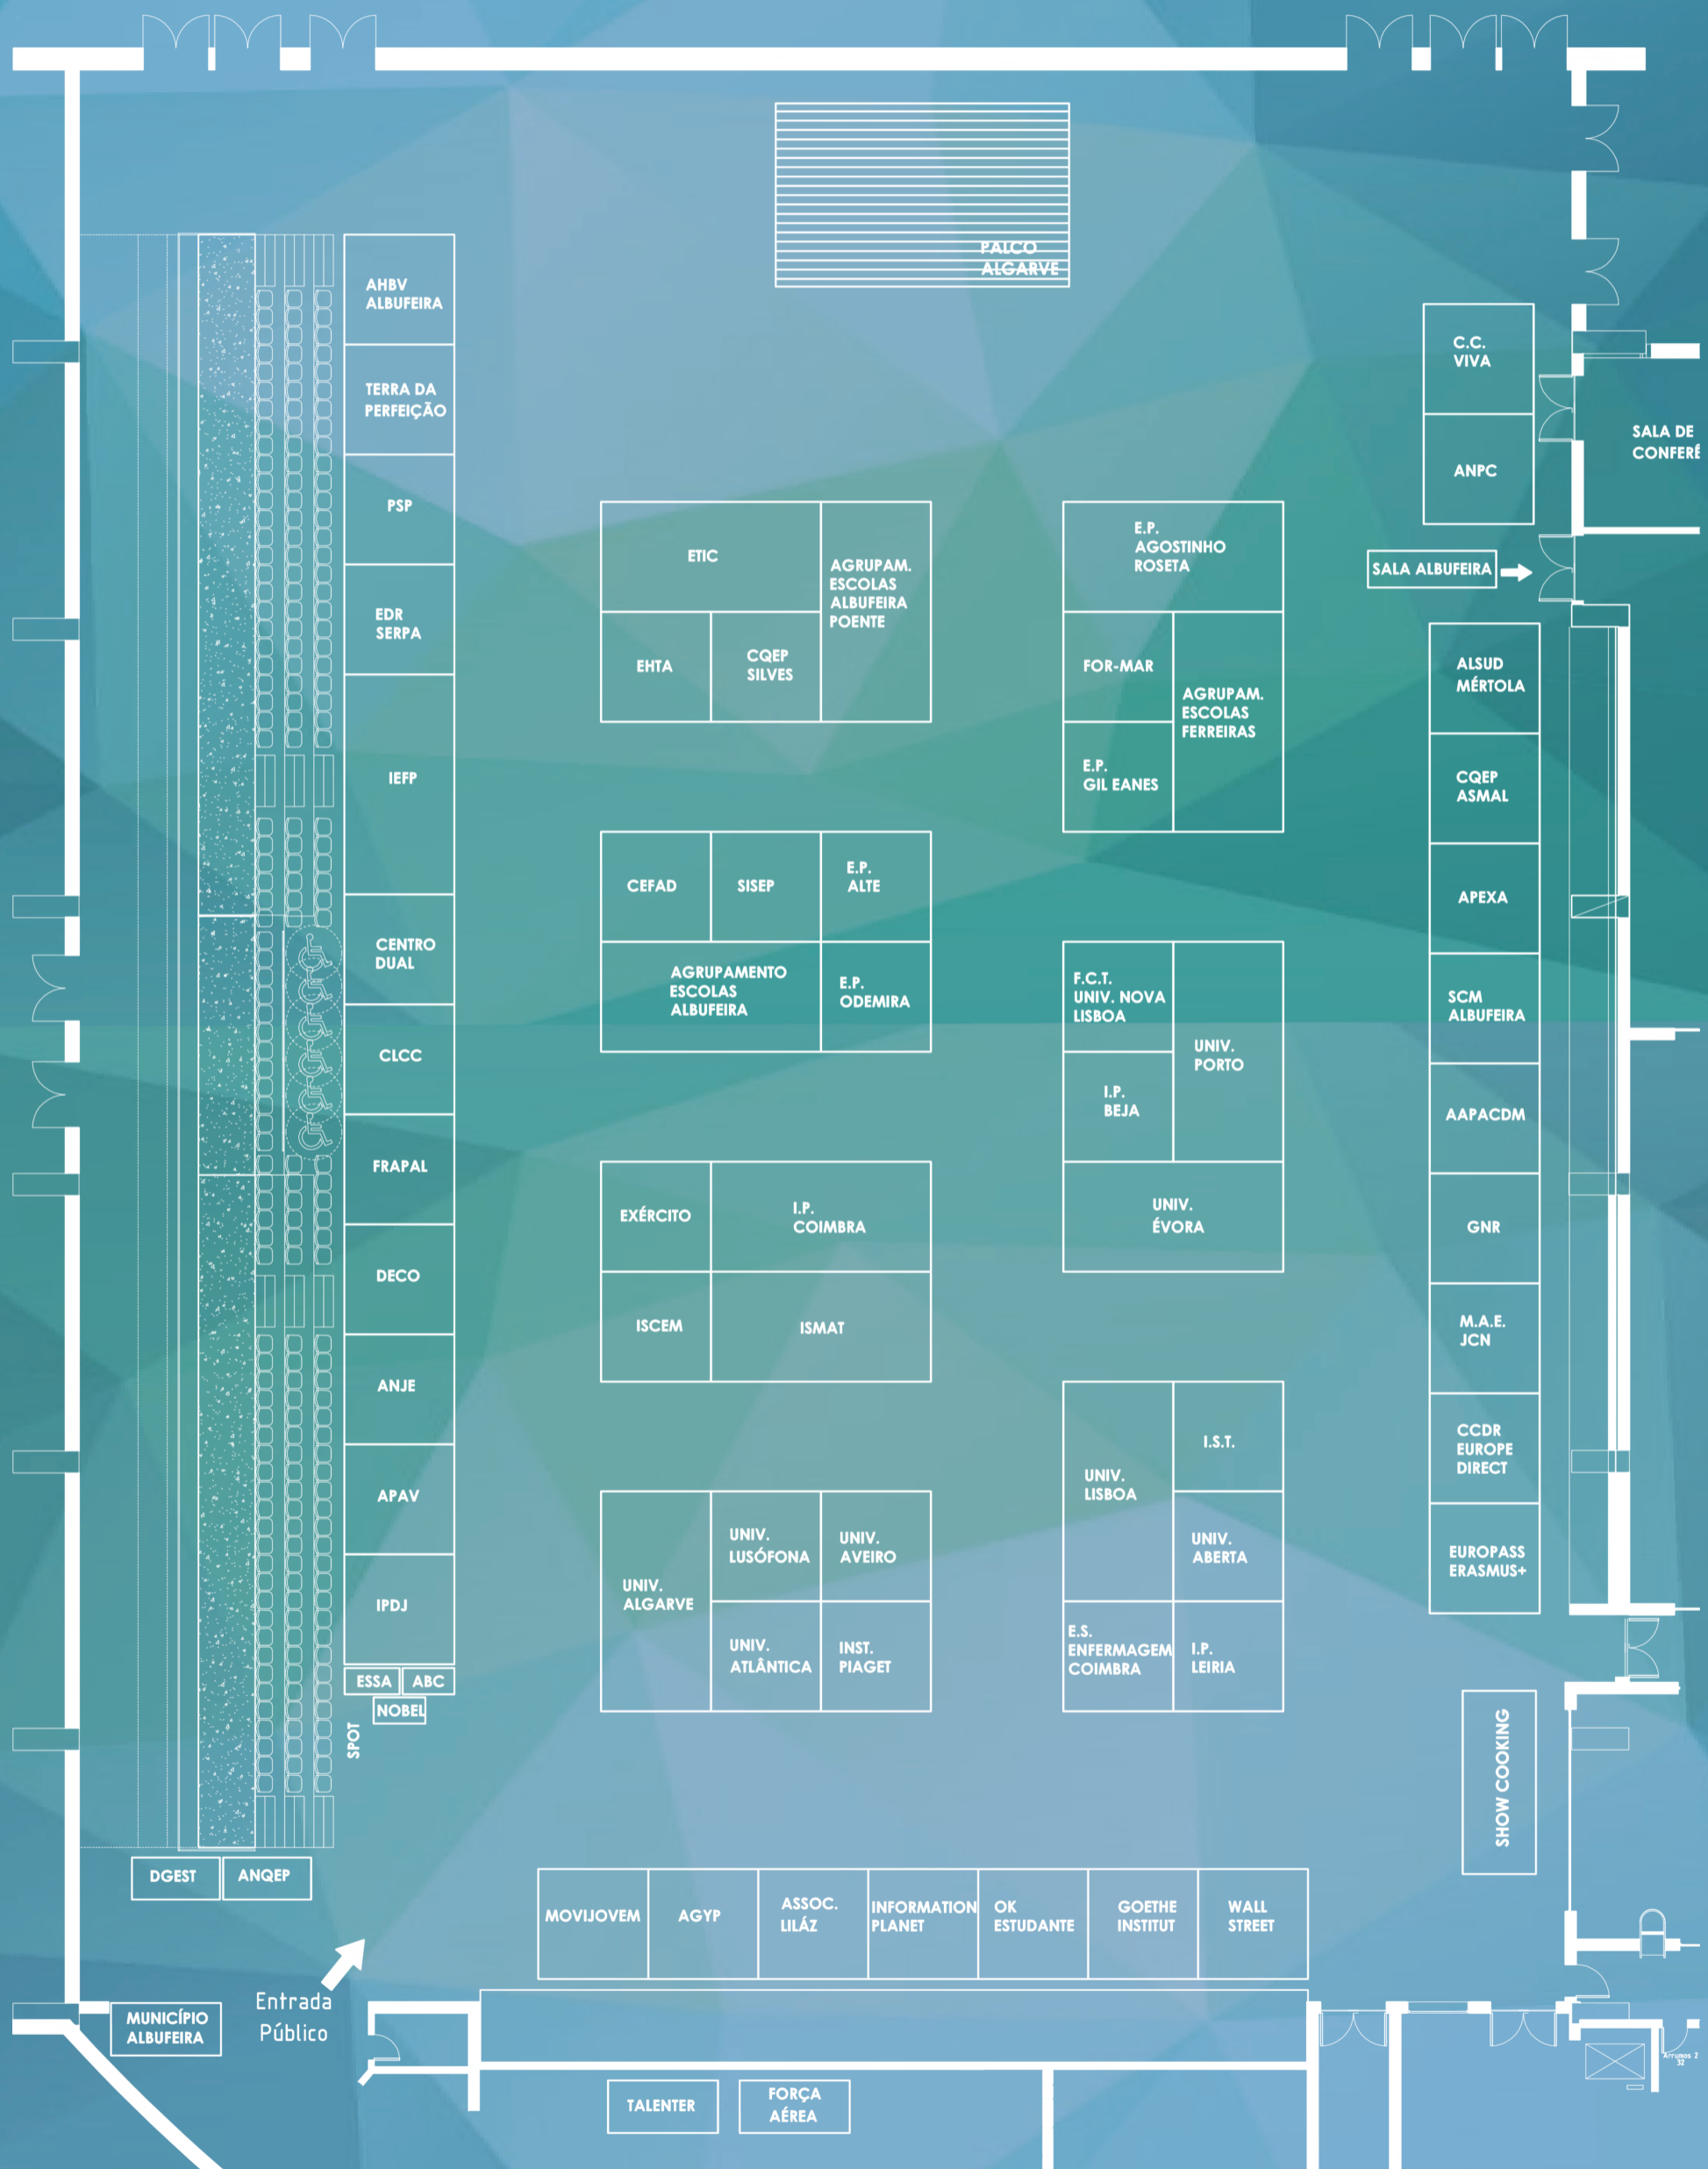 PALCO
ALGARVE
AHBV
ALBUFEIRA
TERRA DA
PERFEIÇÃO
PSP
EDR
SERPA
IEFP
CENTRO
DUAL
CLCC
FRAPAL
DECO
ANJE
APAV
IPDJ
ESSA
ABC
NOBEL
SPOT
DGEST
ANQEP
ETIC
AGRUPAM.
ESCOLAS
ALBUFEIRA
POENTE
EHTA
CQEP
SILVES
CEFAD
SISEP
E.P.
ALTE
AGRUPAMENTO
ESCOLAS
ALBUFEIRA
E.P.
ODEMIRA
EXÉRCITO
I.P.
COIMBRA
ISCEM
ISMAT
UNIV.
ALGARVE
UNIV.
LUSÓFONA
UNIV.
AVEIRO
UNIV.
ATLÂNTICA
INST.
PIAGET
E.P.
AGOSTINHO
ROSETA
FOR-MAR
AGRUPAM.
ESCOLAS
FERREIRAS
E.P.
GIL EANES
F.C.T.
UNIV. NOVA
LISBOA
UNIV.
PORTO
I.P.
BEJA
UNIV.
ÉVORA
UNIV.
LISBOA
I.S.T.
UNIV.
ABERTA
E.S.
ENFERMAGEM
COIMBRA
I.P.
LEIRIA
C.C.
VIVA
ANPC
SALA DE
CONFERÊ
SALA ALBUFEIRA
ALSUD
MÉRTOLA
CQEP
ASMAL
APEXA
SCM
ALBUFEIRA
AAPACDM
GNR
M.A.E.
JCN
CCDR
EUROPE
DIRECT
EUROPASS
ERASMUS+
SHOW COOKING
MOVIJOVEM
AGYP
ASSOC.
LILÁZ
INFORMATION
PLANET
OK
ESTUDANTE
GOETHE
INSTITUT
WALL
STREET
Entrada
Público
MUNICÍPIO
ALBUFEIRA
TALENTER
FORÇA
AÉREA
Arrumos 2
32